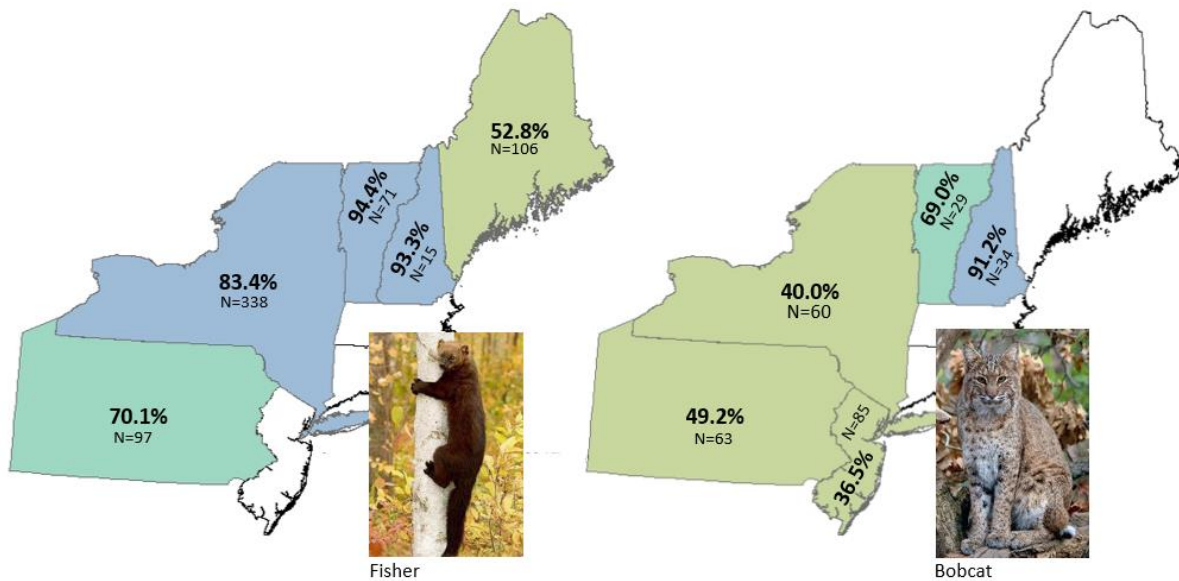 52.8%
N=106
94.4%
N=71
93.3%
N=15
83.4%
N=338
70.1%
N=97
Fisher
69.0%
N=29
91.2%
N=34
40.0%
N=60
49.2%
N=63
N=85
36.5%
Bobcat